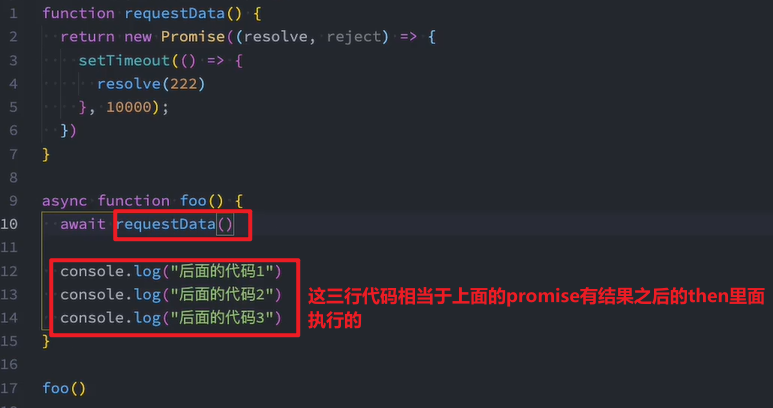 1 function requestData() {
2 return new Promise((resolve, reject) => {
3 setTimeout(() => {
4 resolve(222)
5 }, 10000);
6 })
7 }
8
9 async function foo() {
10 await requestData()
11
12 console.log("后面的代码1")
13 console.log("后面的代码2")
14 console.log("后面的代码3")
这三行代码相当于上面的promise有结果之后的then里面
执行的
15 }
16
17 foo()